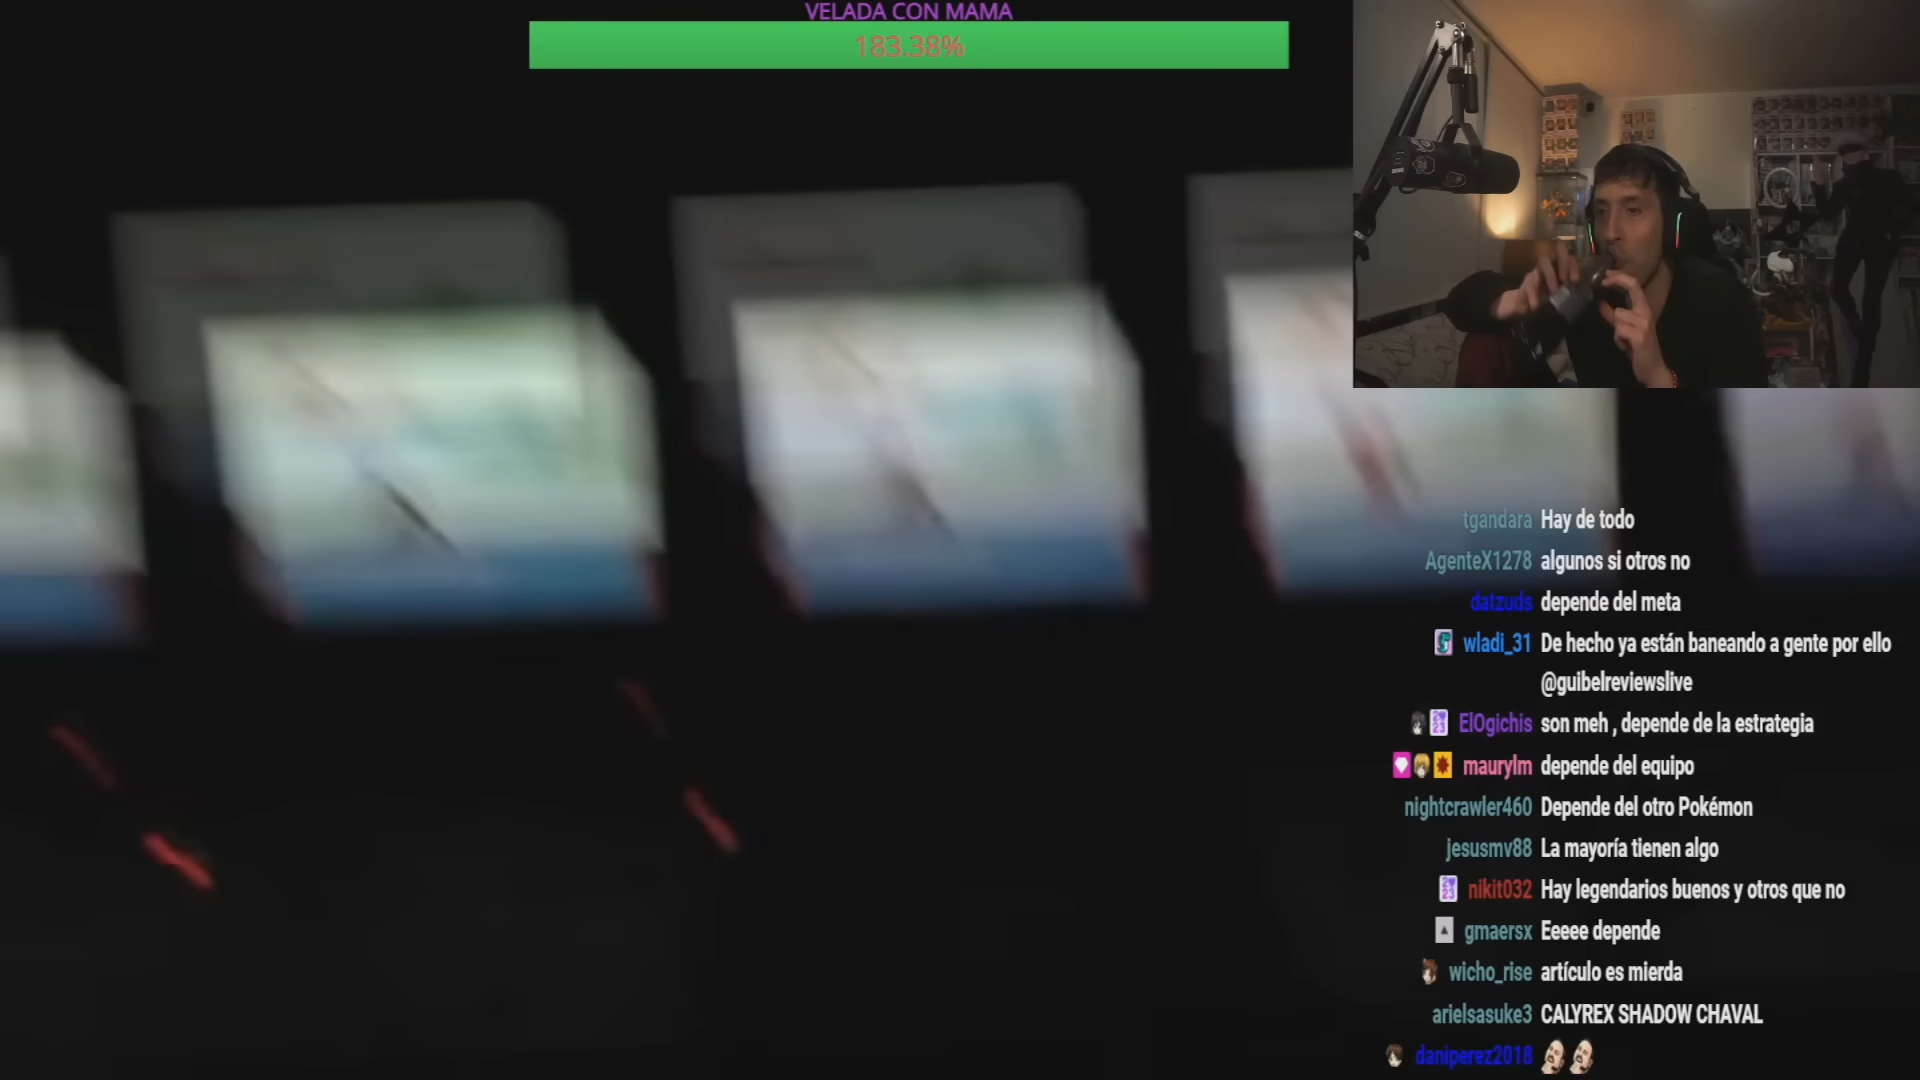 VELADA CON MAMA
183.38%
tgandara Hay de todo
AgenteX1278 algunos si otros no
datzuds depende del meta
wladi_31 De hecho ya están baneando a gente por ello
@guibelreviewslive
ElOgichis son meh , depende de la estrategia
maurylm depende del equipo
nightcrawler460 Depende del otro Pokémon
jesusmv88 La mayoría tienen algo
nikit032 Hay legendarios buenos y otros que no
gmaersx Eeeee depende
wicho_rise artículo es mierda
arielsasuke3 CALYREX SHADOW CHAVAL
daniperez2018